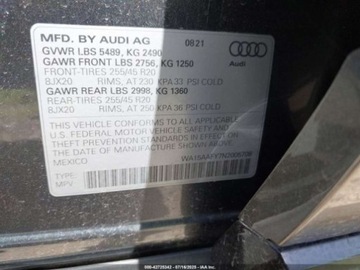 MFD. BY AUDI AG 08 21
GVWR LBS 5489, KG 2490
GAWR FRONT LBS 2756, KG 1250
FRONT-TIRES 255/45 R20
8JX20 RIMS, AT 230 KPA 33 PSI COLD
GAWR REAR LBS 2998, KG 1360
REAR-TIRES 255/45 R20
8JX20 RIMS, AT 250 KPA 36 PSI COLD
Audi
THIS VEHICLE CONFORMS TO ALL APPLICABLE
U.S. FEDERAL MOTOR VEHICLE SAFETY AND
THEFT PREVENTION STANDARDS IN EFFECT ON
THE DATE OF MANUFACTURE SHOWN ABOVE.
MEXICO
TYPE:
MPV